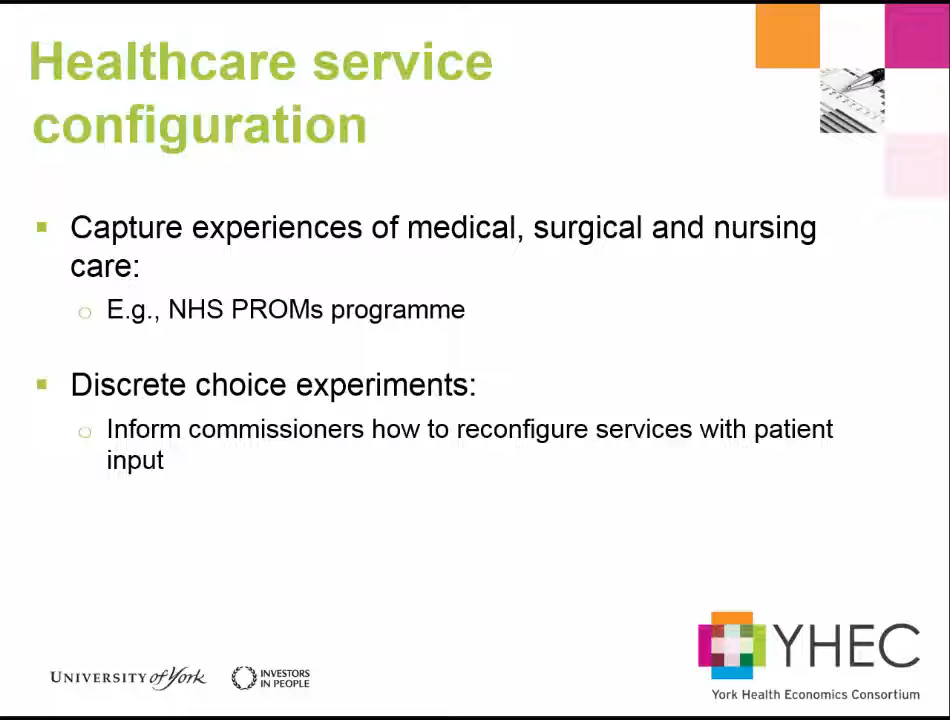 Healthcare service
configuration
Capture experiences of medical, surgical and nursing
care:
E.g., NHS PROMs programme
Discrete choice experiments:
Inform commissioners how to reconfigure services with patient
input
UNIVERSITY of York
INVESTORS
IN PEOPLE
YHEC
York Health Economics Consortium